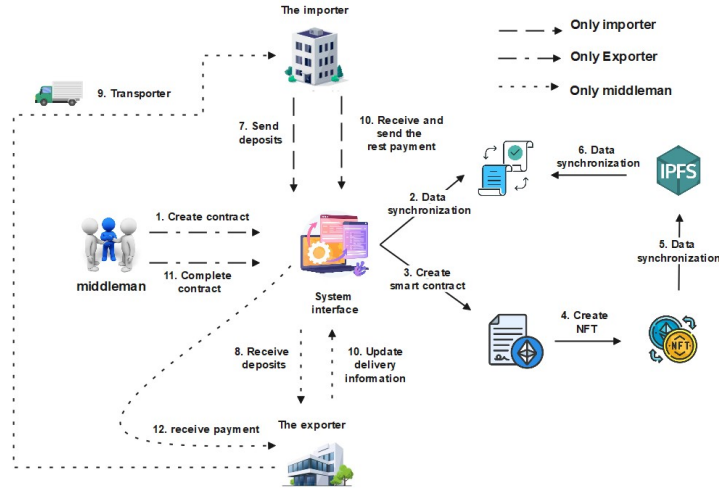 The importer
Only importer
Only Exporter
Only middleman
9. Transporter
7. Send
deposits
10. Receive and
send the
rest payment
6. Data
synchronization
IPFS
2. Data
synchronization
1. Create contract
11. Complete
contract
middleman
System
interface
3. Create
smart contract
5. Data
synchronization
4. Create
NFT
NFT
8. Receive
deposits
10. Update
delivery
information
12. receive payment
The exporter